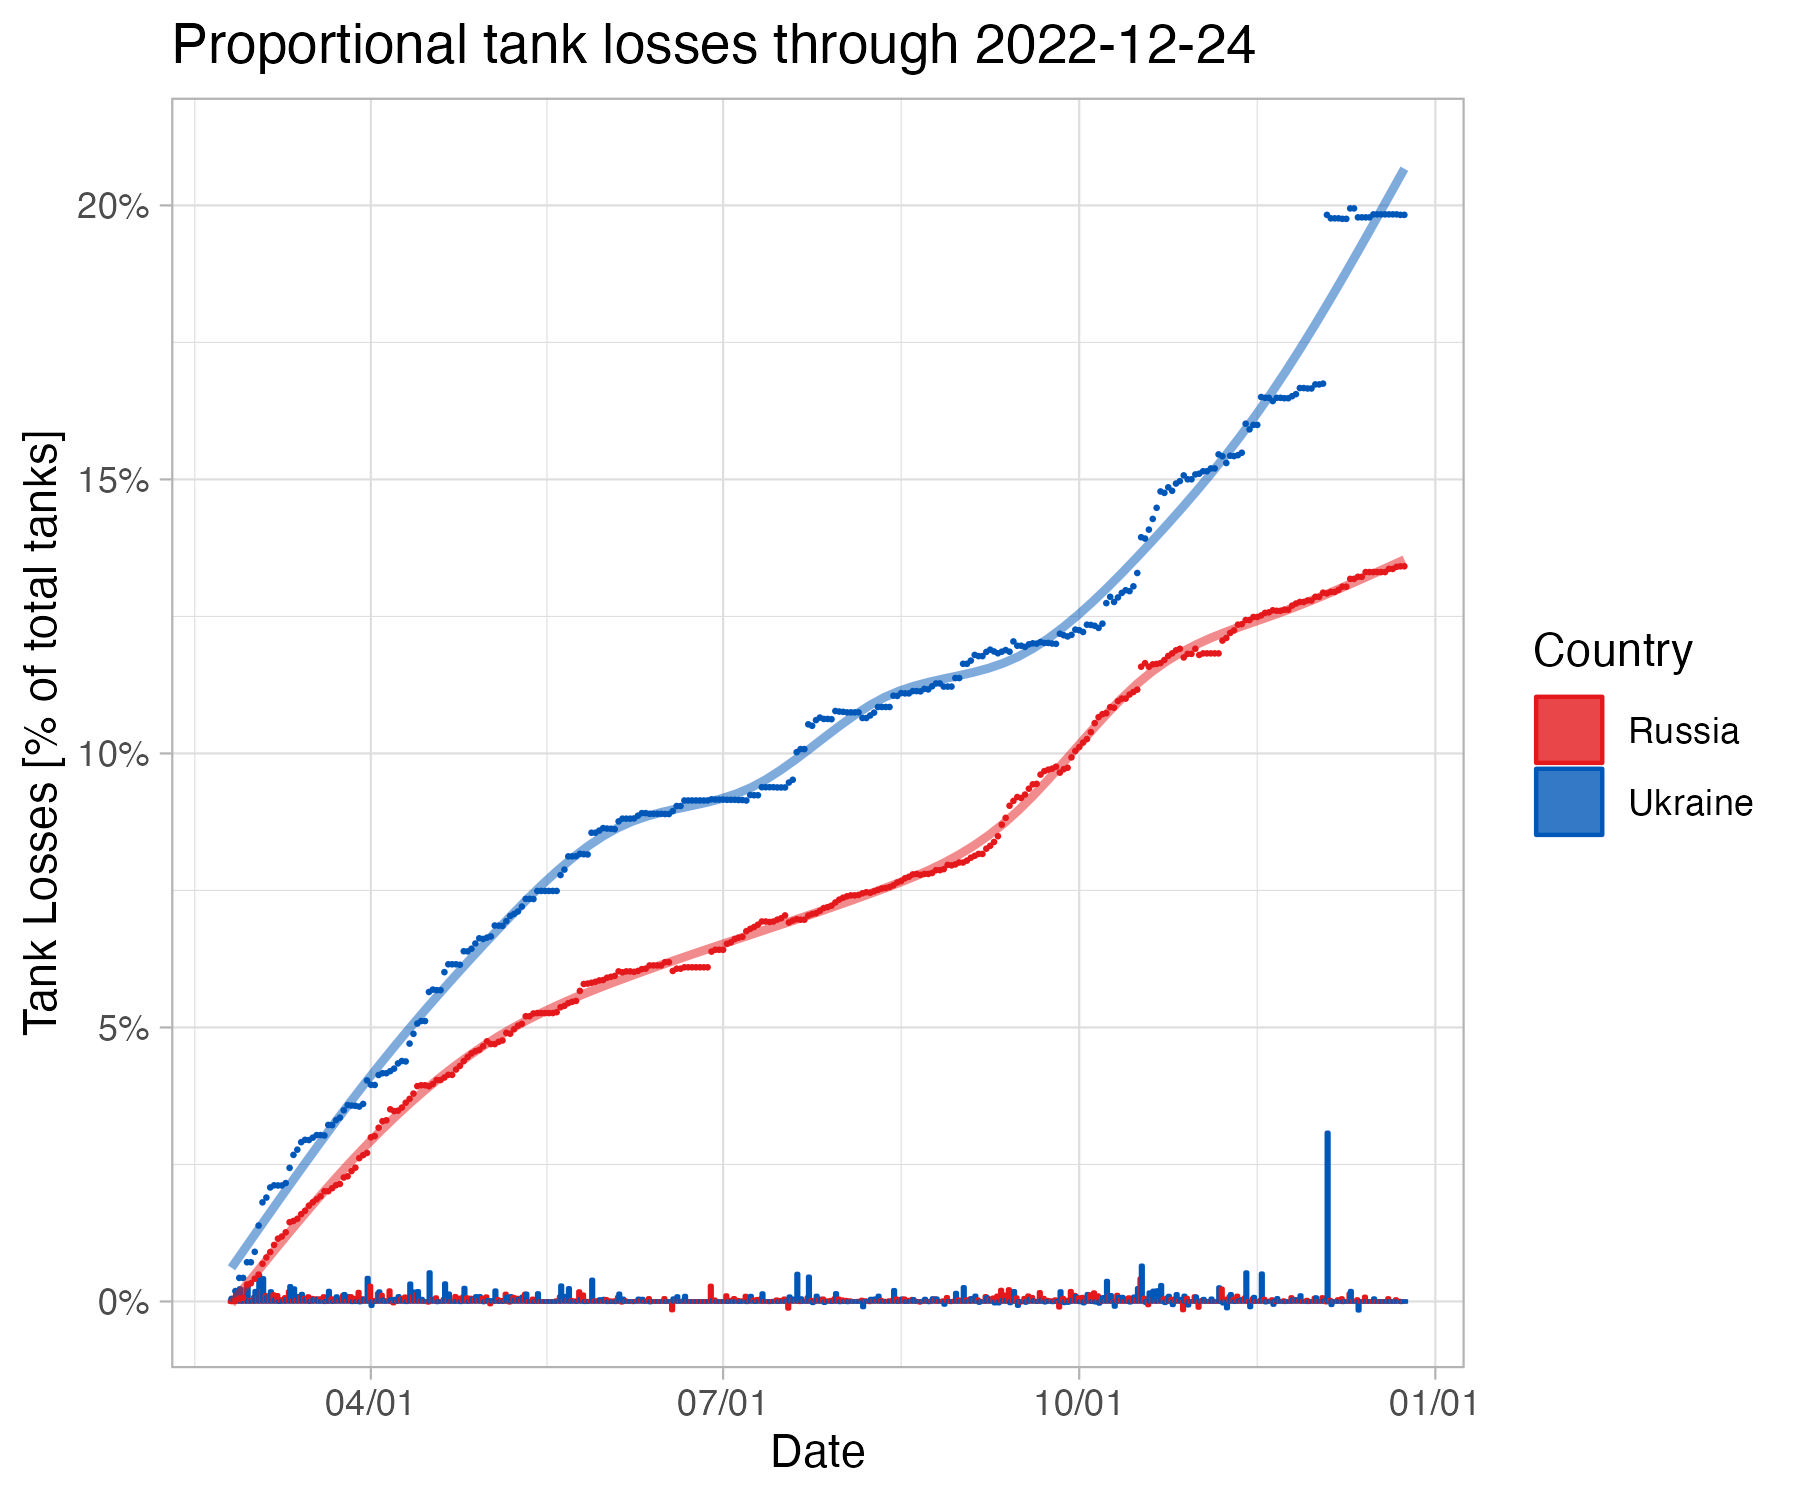 Proportional tank losses through 2022-12-24
Tank Losses [% of total tanks]
20%
15%
10%
5%
0%
04/01
07/01
10/01
01/01
Date
Country
Russia
Ukraine